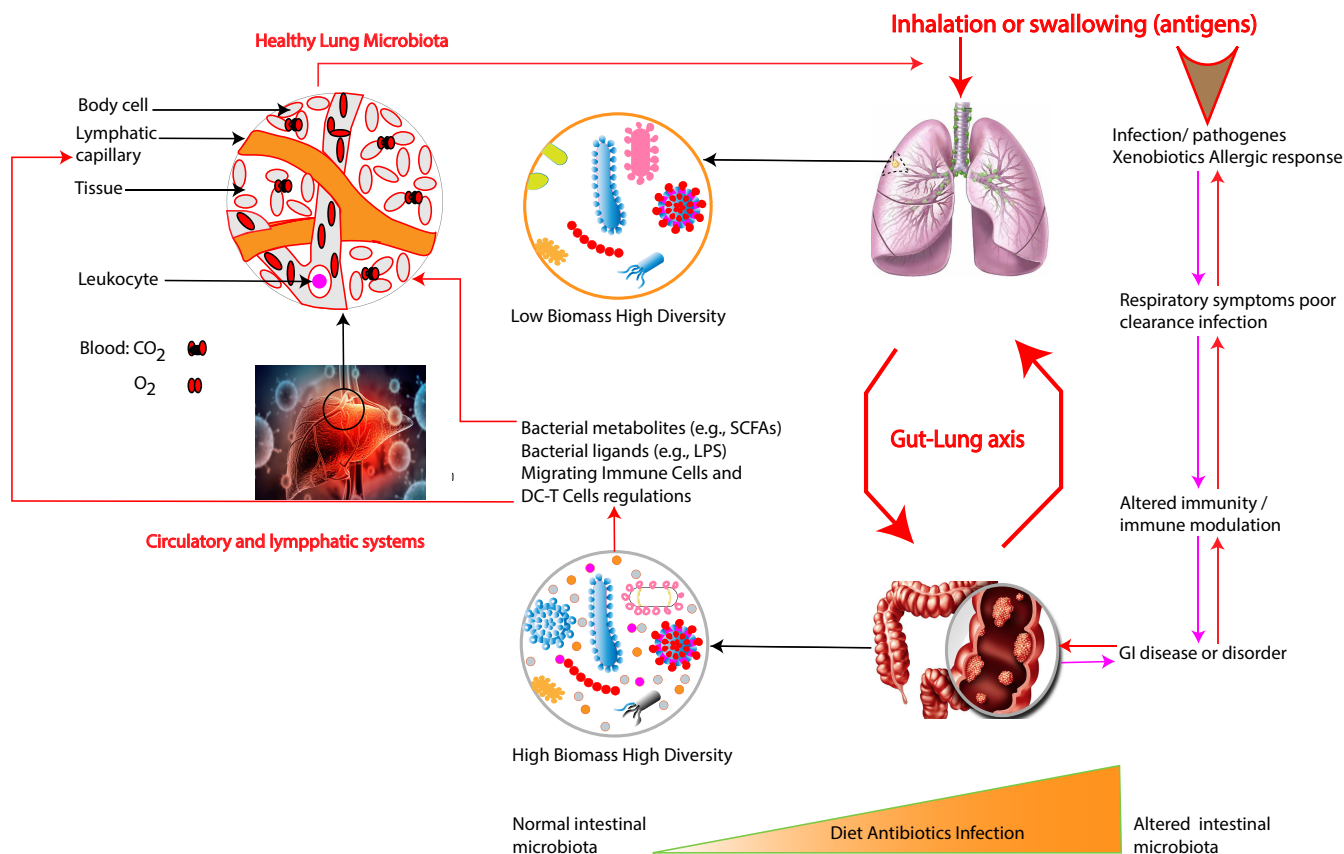 Inhalation or swallowing (antigens)
Healthy Lung Microbiota
Body cell
Lymphatic
capillary
Tissue
Leukocyte
Blood: CO2
O2
Low Biomass High Diversity
Infection/ pathogenes
Xenobiotics Allergic response
Respiratory symptoms poor
clearance infection
Bacterial metabolites (e.g., SCFAs)
Bacterial ligands (e.g., LPS)
Migrating Immune Cells and
DC-T Cells regulations
Gut-Lung axis
Altered immunity /
immune modulation
Circulatory and lympphatic systems
GI disease or disorder
High Biomass High Diversity
Normal intestinal
microbiota
Diet Antibiotics Infection
Altered intestinal
microbiota